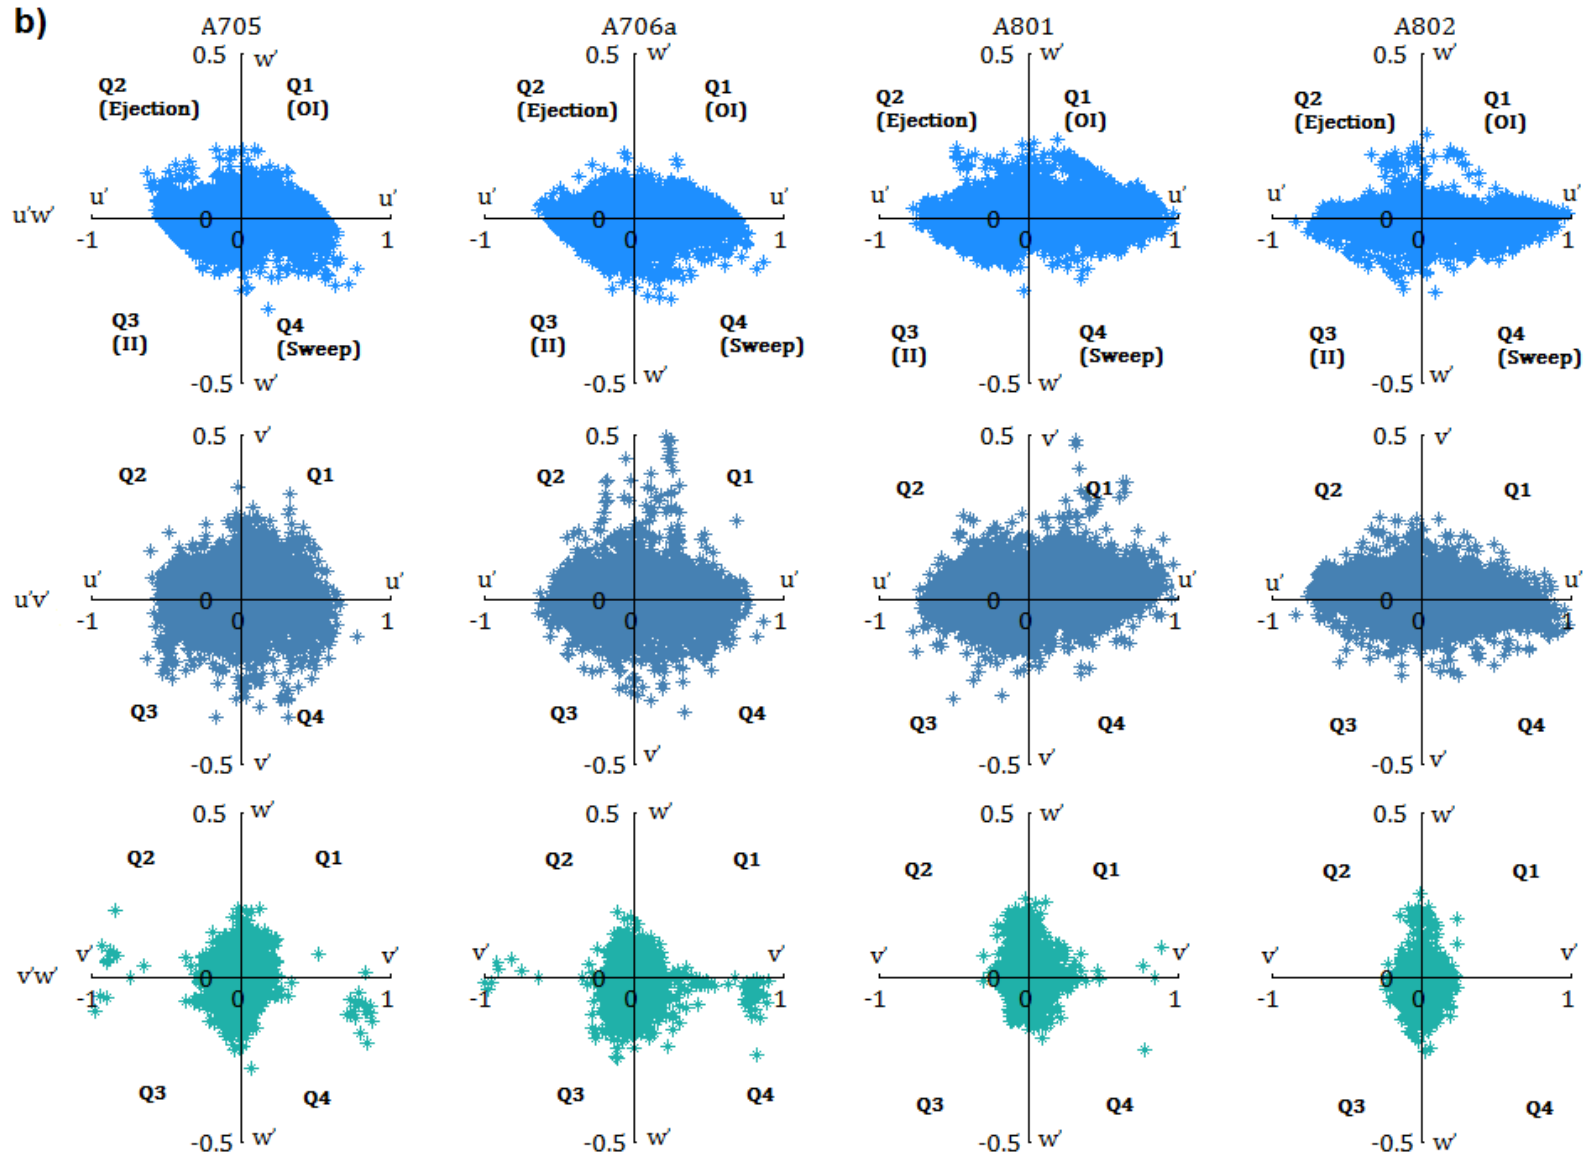 b)
A705 A706a A801 A802
0.5 w' 0.5 w' 0.5 w' 0.5 w'
Q2 Q1 Q2 Q1 Q2 Q1 Q2 Q1
(Ejection) (OI) (Ejection) (OI) (Ejection) (OI) (Ejection) (OI)
u' u' u' u' u' u' u' u'
u'w' 0 0 0 0
-1 0 1 -1 0 1 -1 0 1 -1 0 1
Q3 Q4 Q3 Q4 Q3 Q4 Q3 Q4
(II) (Sweep) (II) (Sweep) (II) (Sweep) (II) (Sweep)
-0.5 w' -0.5 w' -0.5 w' -0.5 w'
0.5 v' 0.5 v' 0.5 v' 0.5 v'
Q2 Q1 Q2 Q1 Q2 Q1 Q2 Q1
u' u' u' u' u' u' u' u'
u'v' 0 0 0 0
-1 0 1 -1 0 1 -1 0 1 -1 0 1
Q3 Q4 Q3 Q4 Q3 Q4 Q3 Q4
-0.5 v' -0.5 v' -0.5 v' -0.5 v'
0.5 w' 0.5 w' 0.5 w' 0.5 w'
Q2 Q1 Q2 Q1 Q2 Q1 Q2 Q1
v' v' v' v' v' v' v' v'
v'w' 0 0 0 0
-1 0 1 -1 0 1 -1 0 1 -1 0 1
Q3 Q4 Q3 Q4 Q3 Q4 Q3 Q4
-0.5 w' -0.5 w' -0.5 w' -0.5 w'